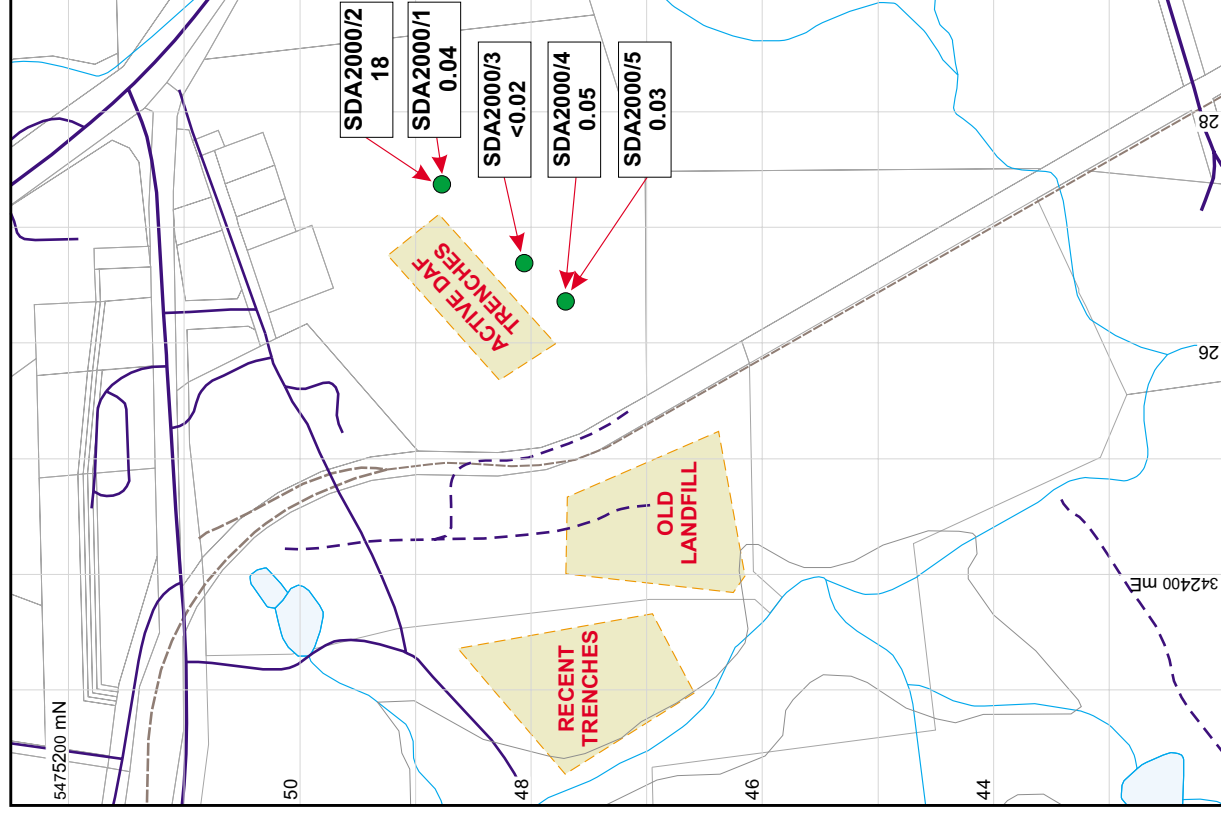 SDA2000/2
18
SDA2000/1
0.04
SDA2000/3
<0.02
SDA2000/4
0.05
SDA2000/5
0.03
ACTIVE DAF
TRENCHES
OLD
LANDFILL
RECENT
TRENCHES
5475200 mN
50
48
46
44
28
26
342400 mE